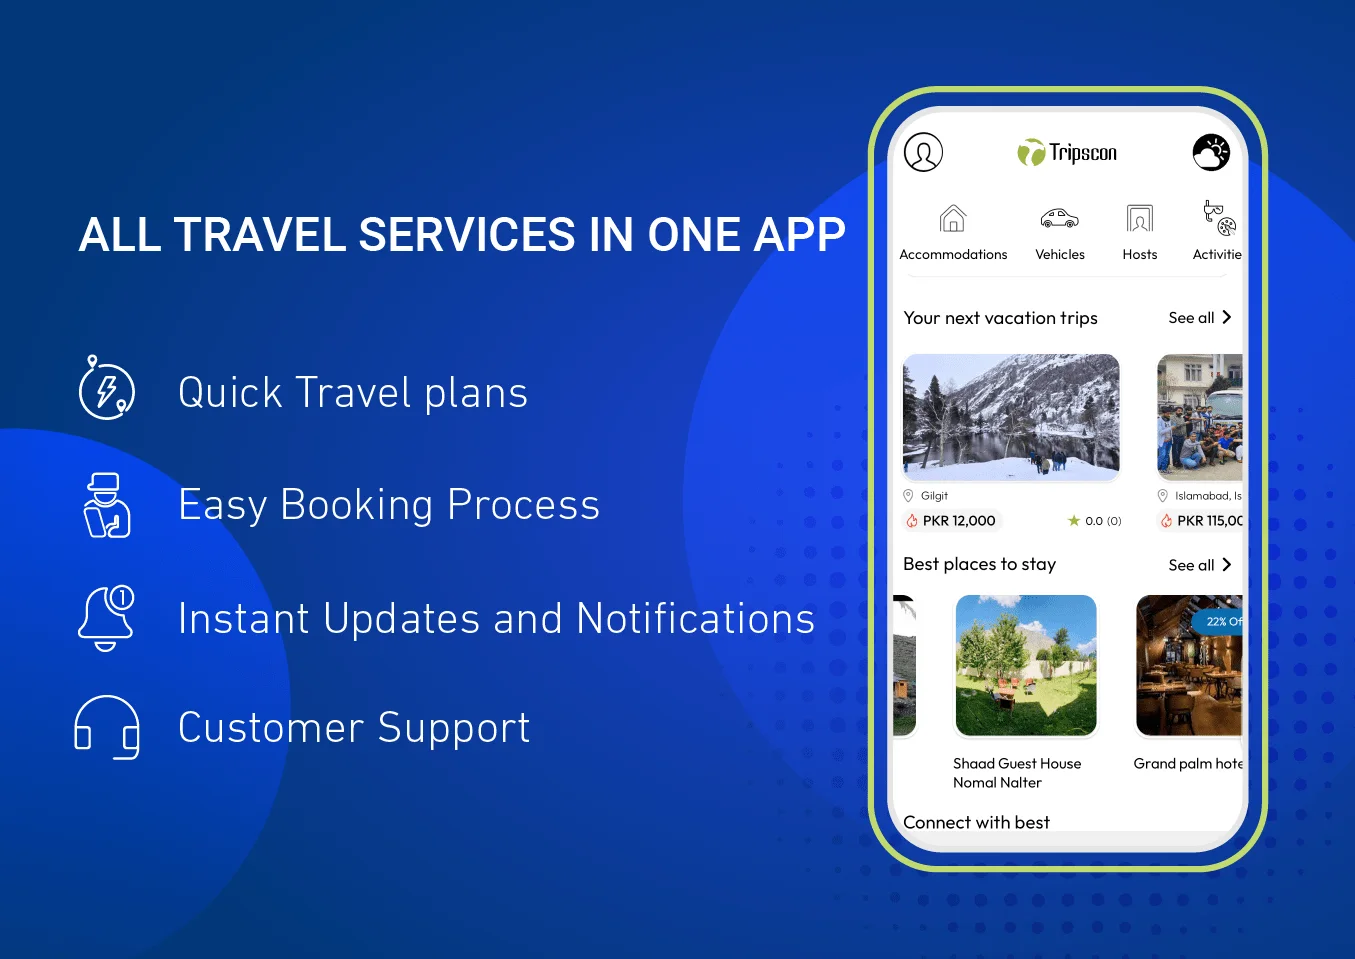 ALL TRAVEL SERVICES IN ONE APP
Quick Travel plans
Easy Booking Process
1
Instant Updates and Notifications
Customer Support
Tripscon
Accommodations Vehicles Hosts Activitie
Your next vacation trips See all
Gilgit Islamabad, Is
PKR 12,000 0.0 (0) PKR 115,00
Best places to stay See all
22% Of
Shaad Guest House Grand palm hote
Nomal Nalter
Connect with best